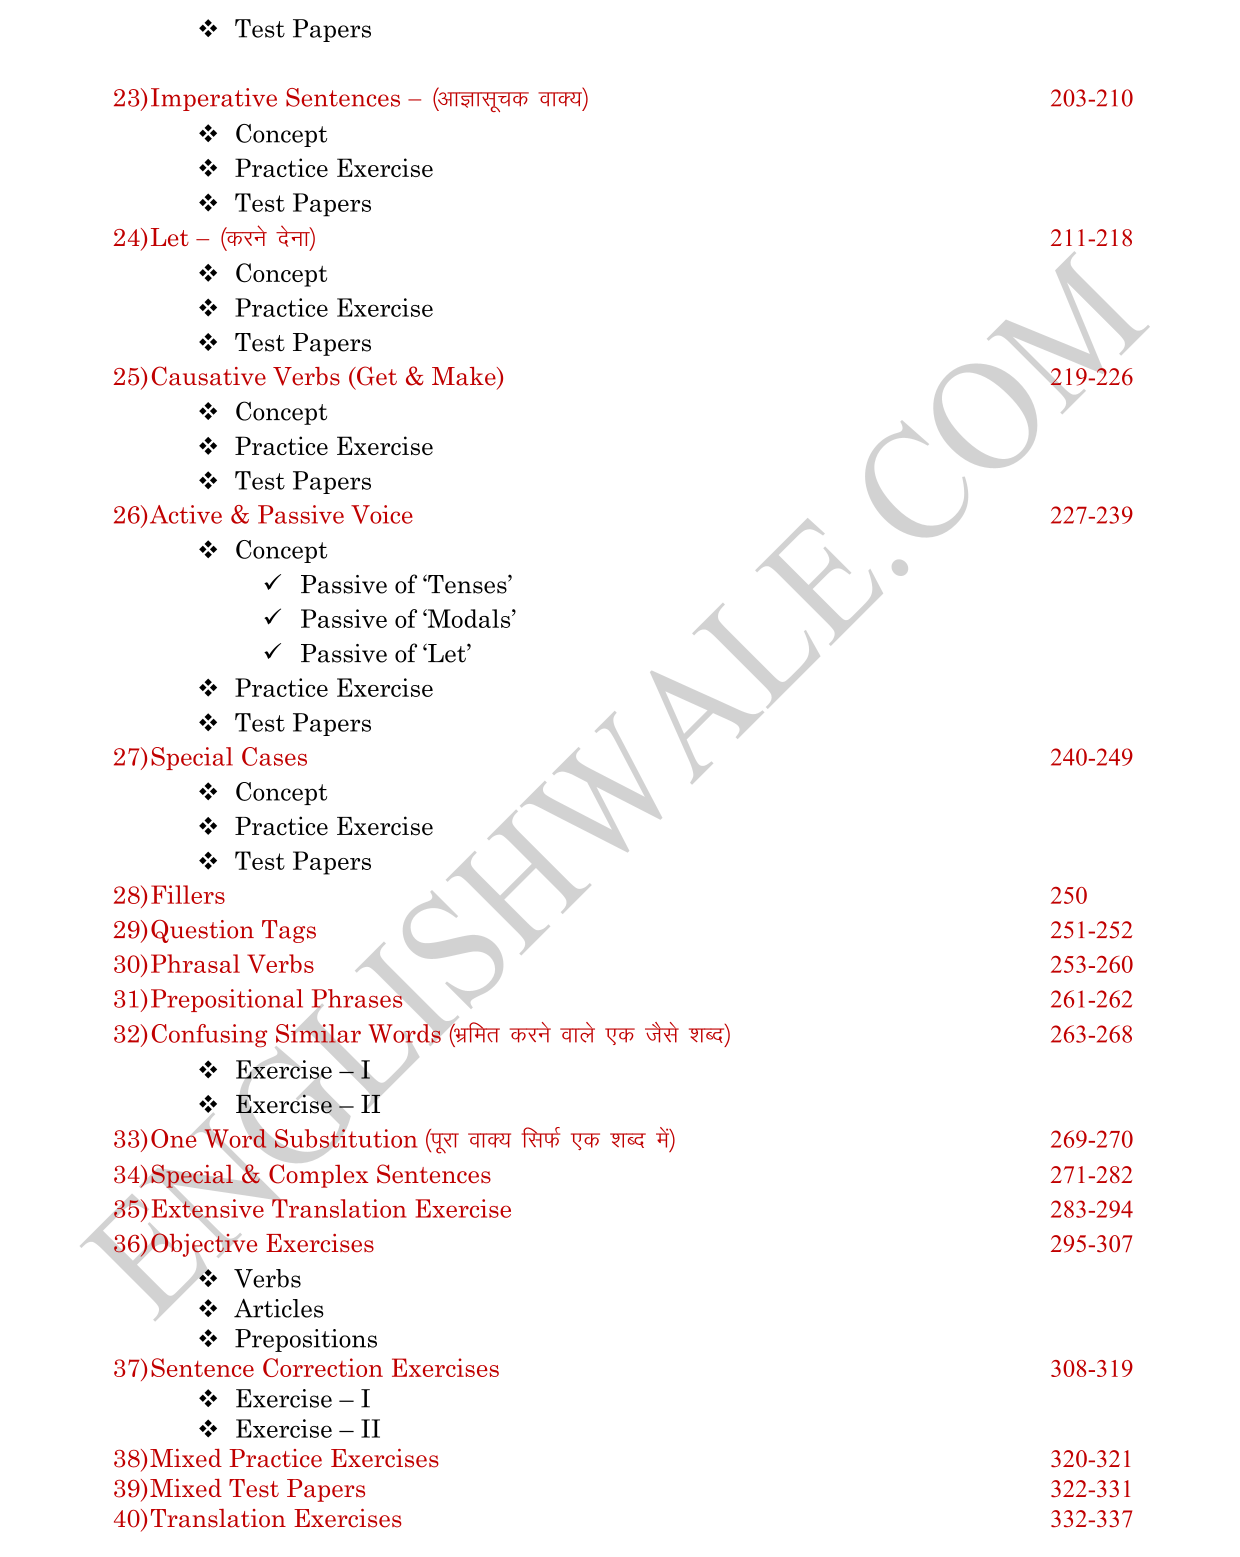 ❖ Test Papers
23)Imperative Sentences – (आज्ञासूचक वाक्य) 203-210
❖ Concept
❖ Practice Exercise
❖ Test Papers
24)Let – (करने देना) 211-218
❖ Concept
❖ Practice Exercise
❖ Test Papers
25)Causative Verbs (Get & Make) 219-226
❖ Concept
❖ Practice Exercise
❖ Test Papers
26)Active & Passive Voice 227-239
❖ Concept
✓ Passive of ‘Tenses’
✓ Passive of ‘Modals’
✓ Passive of ‘Let’
❖ Practice Exercise
❖ Test Papers
27)Special Cases 240-249
❖ Concept
❖ Practice Exercise
❖ Test Papers
28)Fillers 250
29)Question Tags 251-252
30)Phrasal Verbs 253-260
31)Prepositional Phrases 261-262
32)Confusing Similar Words (भ्रमित करने वाले एक जैसे शब्द) 263-268
❖ Exercise – I
❖ Exercise – II
33)One Word Substitution (पूरा वाक्य सिर्फ एक शब्द में) 269-270
34)Special & Complex Sentences 271-282
35)Extensive Translation Exercise 283-294
36)Objective Exercises 295-307
❖ Verbs
❖ Articles
❖ Prepositions
37)Sentence Correction Exercises 308-319
❖ Exercise – I
❖ Exercise – II
38)Mixed Practice Exercises 320-321
39)Mixed Test Papers 322-331
40)Translation Exercises 332-337
ENGLISHWALE.COM